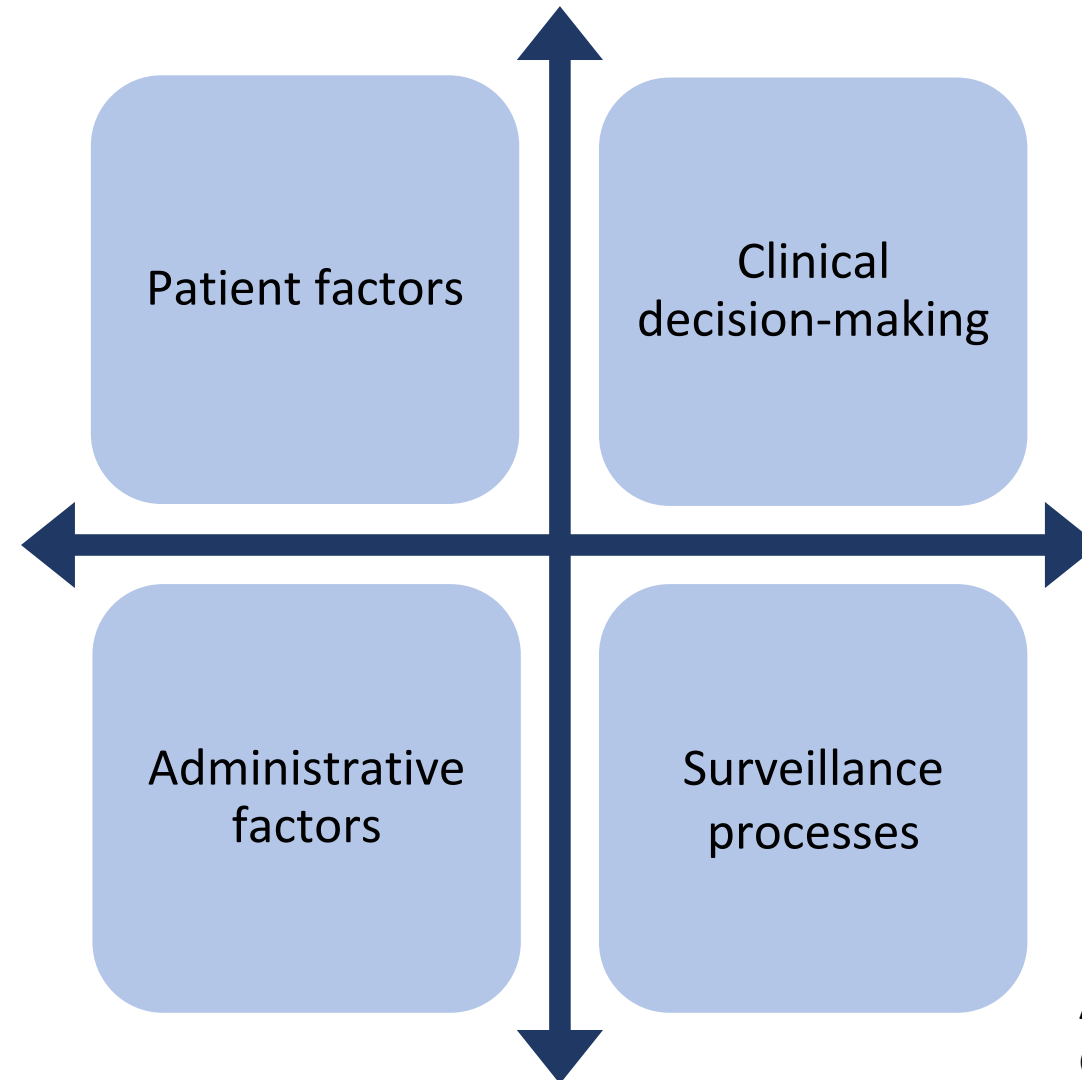 Patient factors
Clinical
decision-making
Administrative
factors
Surveillance
processes